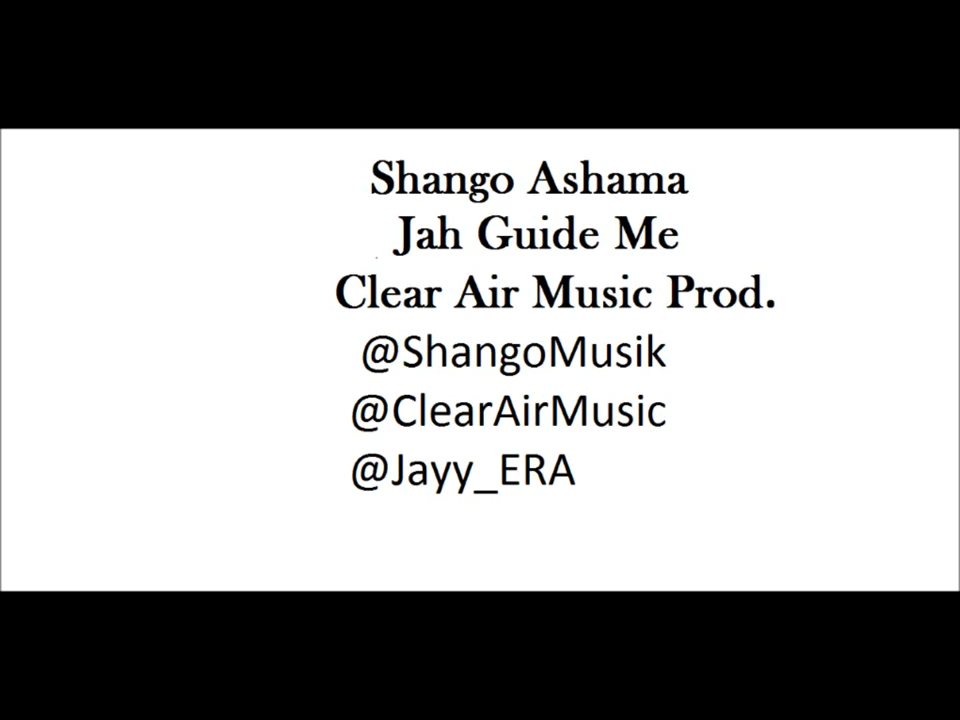 Shango Ashama
Jah Guide Me
Clear Air Music Prod.
@ShangoMusik
@ClearAirMusic
@Jayy_ERA